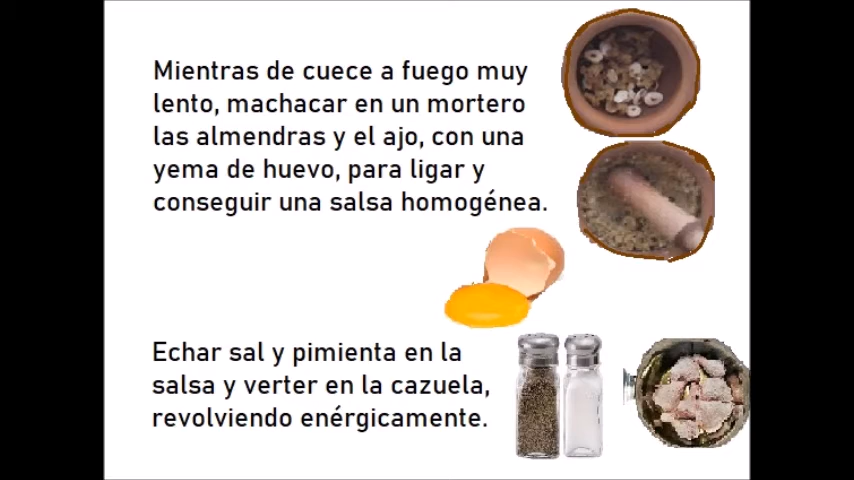 Mientras de cuece a fuego muy
lento, machacar en un mortero
las almendras y el ajo, con una
yema de huevo, para ligar y
conseguir una salsa homogénea.
Echar sal y pimienta en la
salsa y verter en la cazuela,
revolviendo enérgicamente.